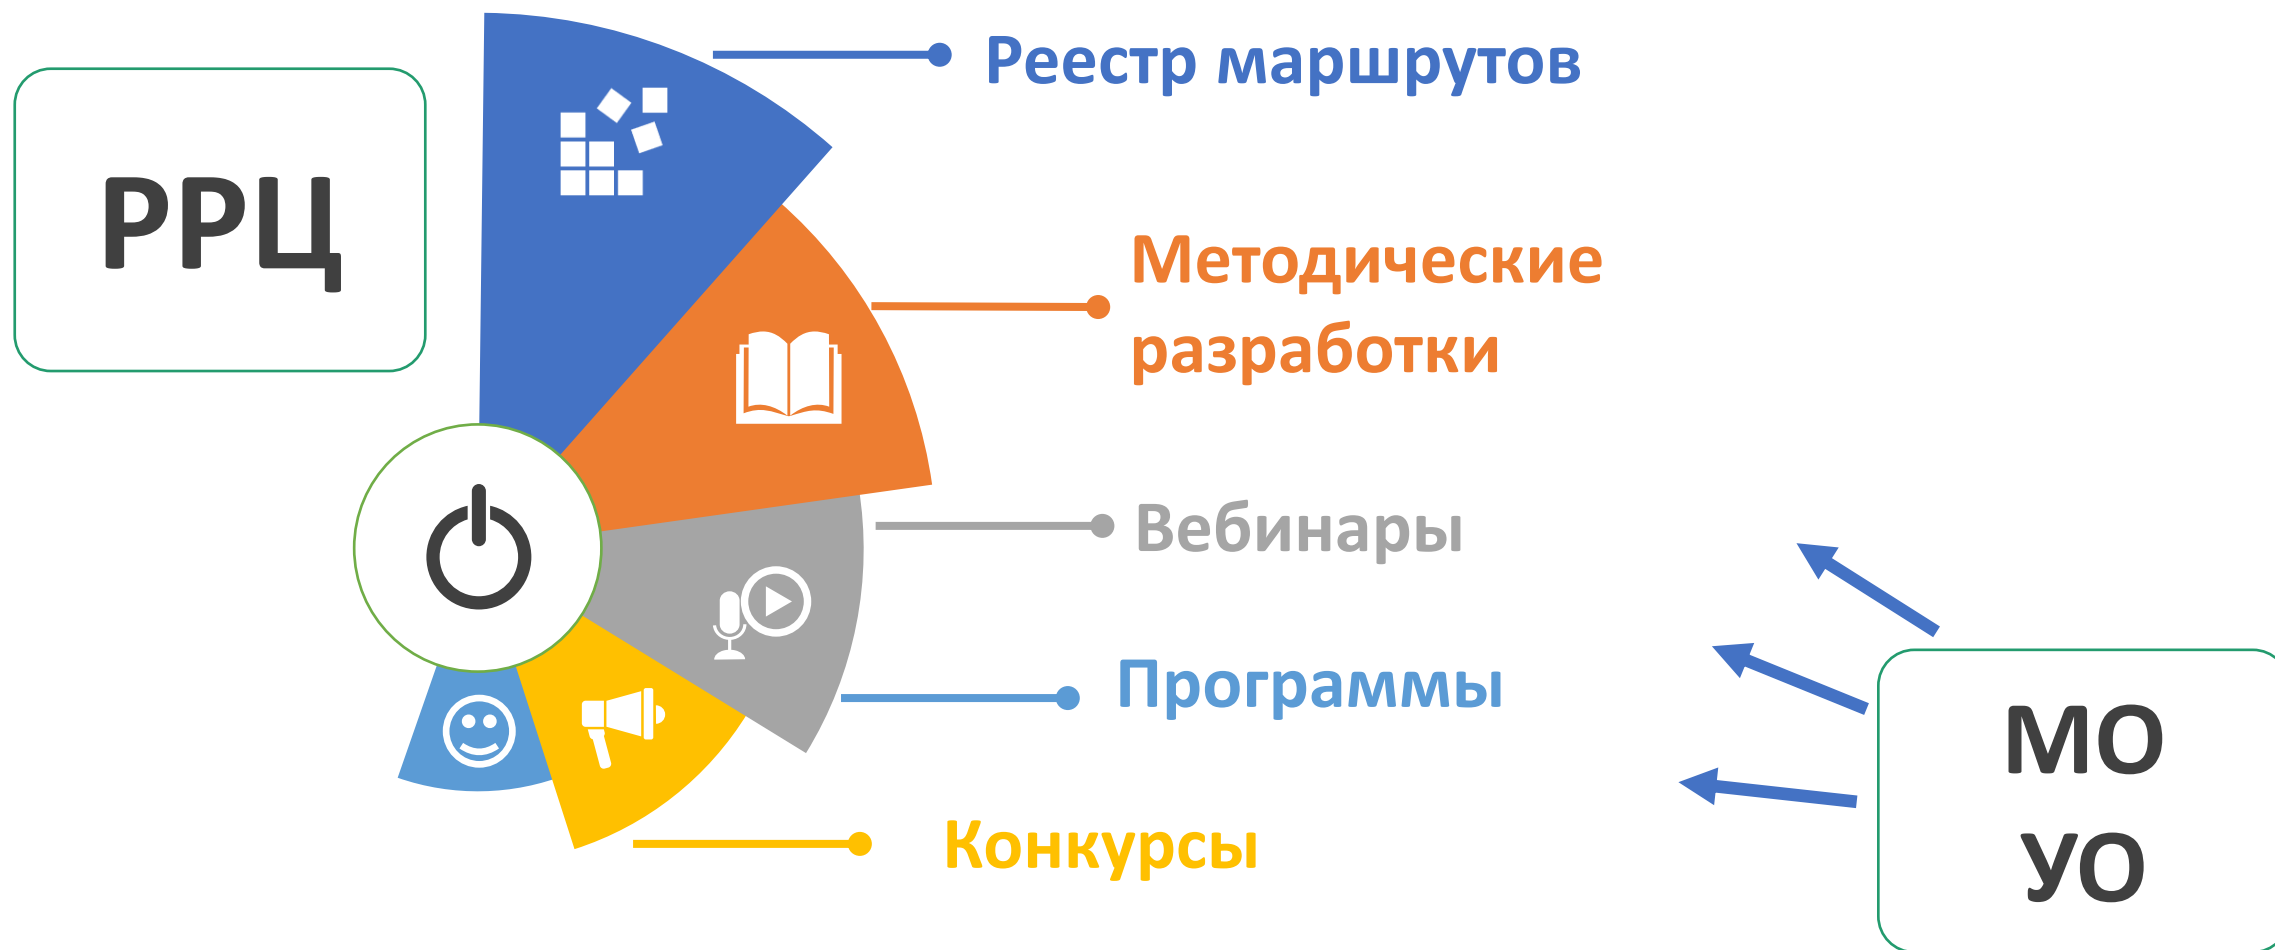 Реестр маршрутов
РРЦ
Методические
разработки
Вебинары
Программы
МО
УО
Конкурсы